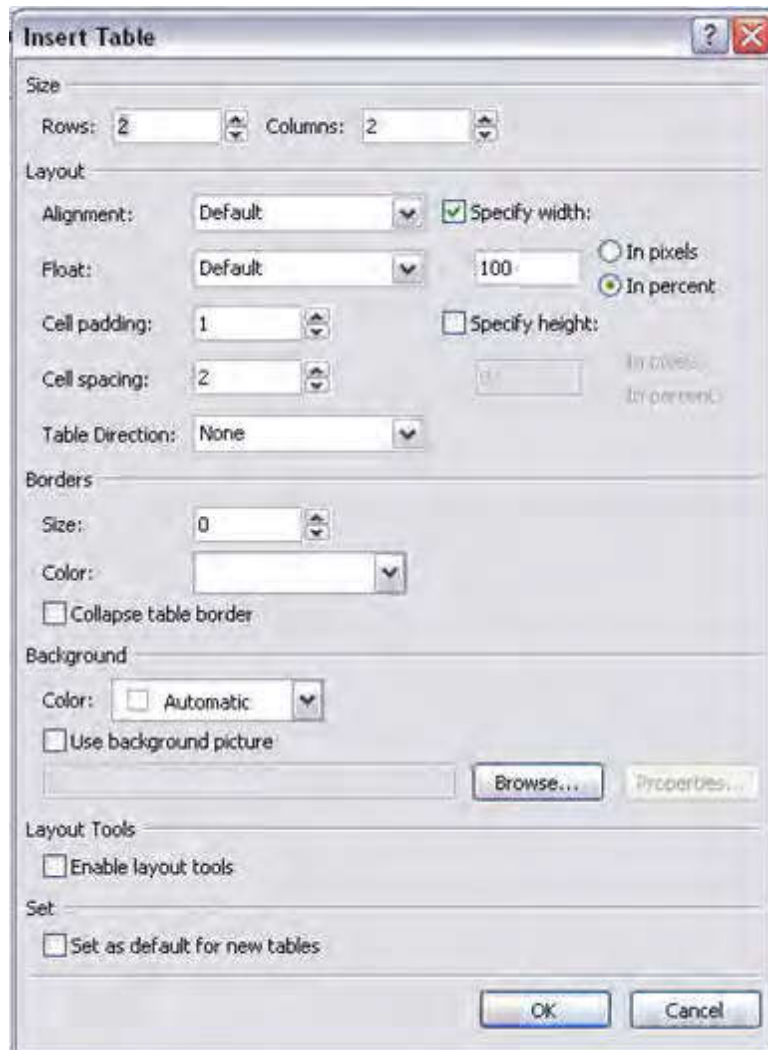 Insert Table
Size
Rows: 2 Columns: 2
Layout
Alignment: Default Specify width:
Float: Default 100 In pixels
In percent
Cell padding: 1 Specify height:
Cell spacing: 2 In pixels
In percent
Table Direction: None
Borders
Size: 0
Color:
Collapse table border
Background
Color: Automatic
Use background picture
Browse... Properties...
Layout Tools
Enable layout tools
Set
Set as default for new tables
OK Cancel